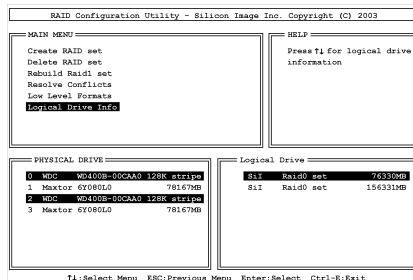 RAID Configuration Utility - Silicon Image Inc. Copyright (C) 2003
MAIN MENU
Create RAID set
Delete RAID set
Rebuild Raid1 set
Resolve Conflicts
Low Level Formats
Logical Drive Info
HELP
Press ↑↓ for logical drive
information
PHYSICAL DRIVE
0 WDC WD400B-00CAA0 128K stripe
1 Maxtor 6Y080L0 78167MB
2 WDC WD400B-00CAA0 128K stripe
3 Maxtor 6Y080L0 78167MB
Logical Drive
SiI Raid0 set 76330MB
SiI Raid0 set 156331MB
↑↓:Select Menu ESC:Previous Menu Enter:Select Ctrl-E:Exit